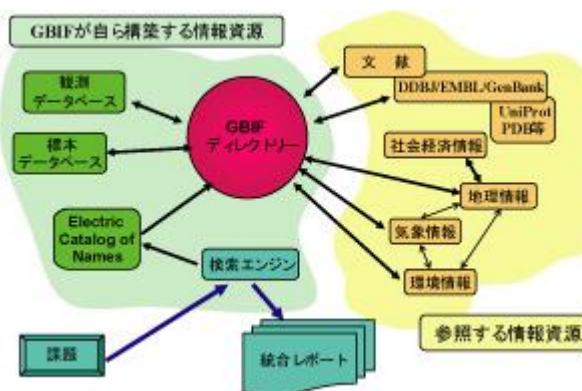 GBIFが自ら構築する情報資源
観測
データベース
標本
データベース
Electric
Catalog of
Names
GBIF
ディレクトリー
検索エンジン
課題
統合レポート
文 献
DDBJ/EMBL/GenBank
UniProt
PDB等
社会経済情報
地理情報
気象情報
環境情報
参照する情報資源